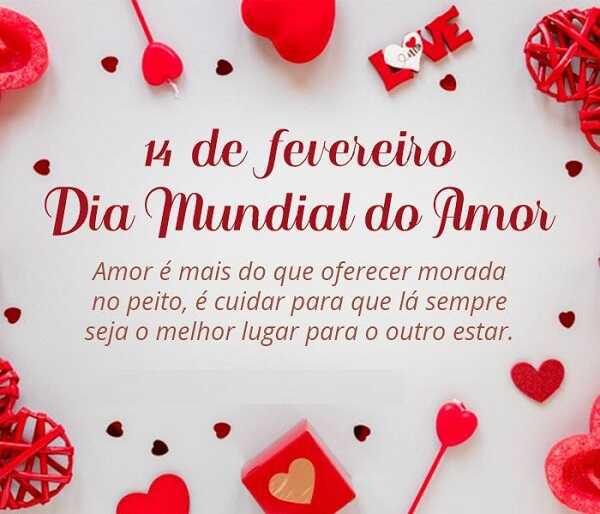 LOVE
14 de fevereiro
Dia Mundial do Amor
Amor é mais do que oferecer morada
no peito, é cuidar para que lá sempre
seja o melhor lugar para o outro estar.